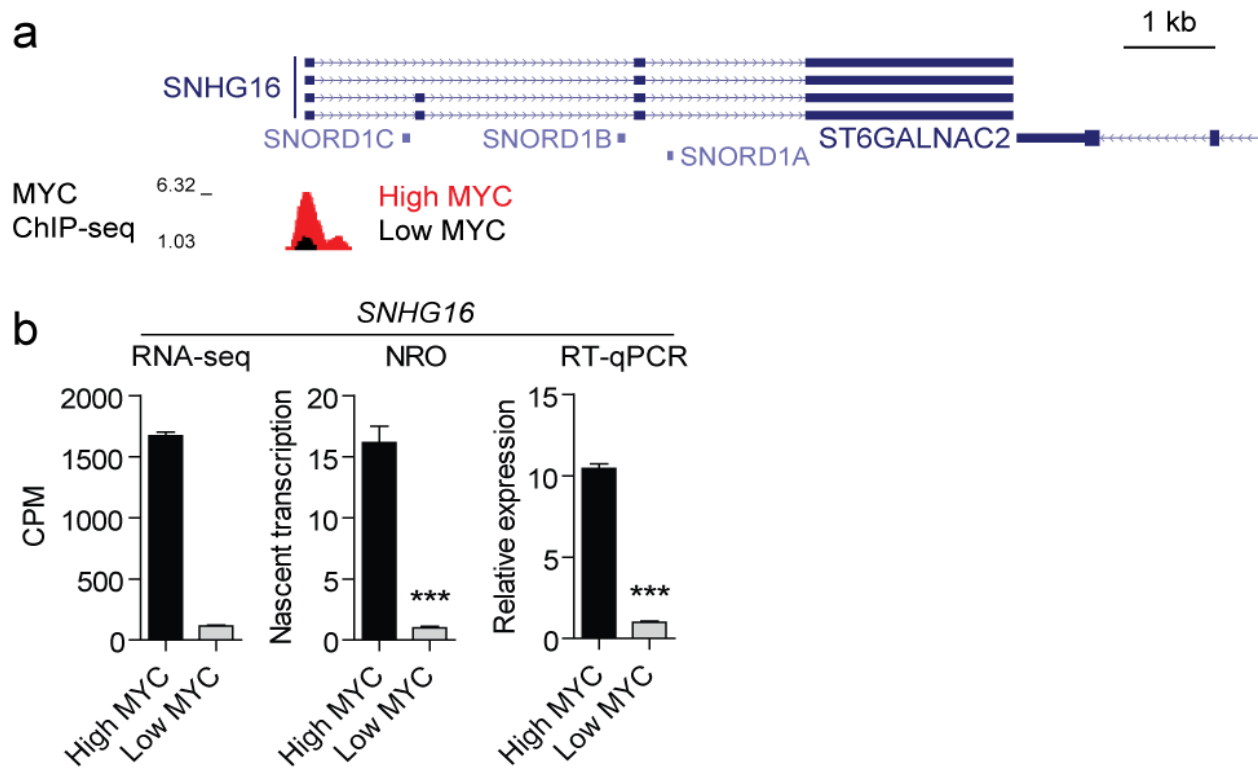 a
1 kb
SNHG16
SNORD1C
SNORD1B
SNORD1A
ST6GALNAC2
MYC
ChIP-seq
6.32
1.03
High MYC
Low MYC
b
SNHG16
RNA-seq
NRO
RT-qPCR
CPM
2000
1500
1000
500
0
High MYC
Low MYC
Nascent transcription
20
15
10
5
0
***
High MYC
Low MYC
Relative expression
15
10
5
0
***
High MYC
Low MYC